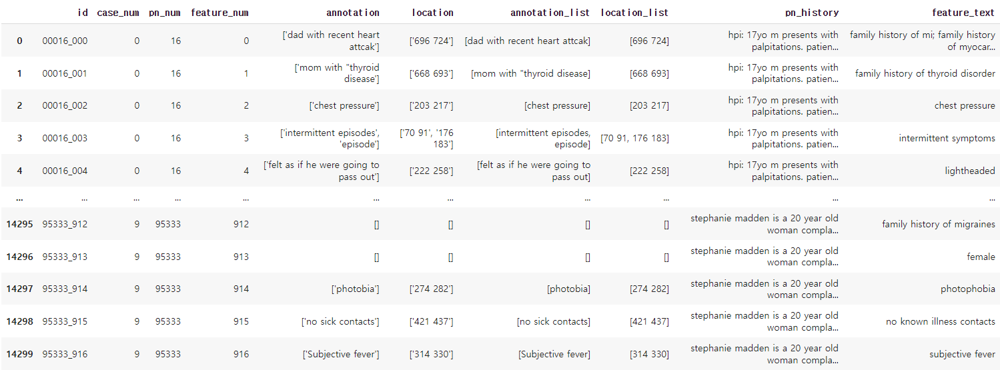 id case_num pn_num feature_num annotation location annotation_list location_list pn_history feature_text
0 00016_000 0 16 0 ['dad with recent heart attcak'] ['696 724'] [dad with recent heart attcak] [696 724] hpi: 17yo m presents with palpitations. patien... family history of mi; family history of myocar...
1 00016_001 0 16 1 ['mom with "thyroid disease'] ['668 693'] [mom with "thyroid disease] [668 693] hpi: 17yo m presents with palpitations. patien... family history of thyroid disorder
2 00016_002 0 16 2 ['chest pressure'] ['203 217'] [chest pressure] [203 217] hpi: 17yo m presents with palpitations. patien... chest pressure
3 00016_003 0 16 3 ['intermittent episodes', 'episode'] ['70 91', '176 183'] [intermittent episodes, episode] [70 91, 176 183] hpi: 17yo m presents with palpitations. patien... intermittent symptoms
4 00016_004 0 16 4 ['felt as if he were going to pass out'] ['222 258'] [felt as if he were going to pass out] [222 258] hpi: 17yo m presents with palpitations. patien... lightheaded
... ... ... ... ... ... ... ... ... ... ...
14295 95333_912 9 95333 912 [] [] [] [] stephanie madden is a 20 year old woman compla... family history of migraines
14296 95333_913 9 95333 913 [] [] [] [] stephanie madden is a 20 year old woman compla... female
14297 95333_914 9 95333 914 ['photobia'] ['274 282'] [photobia] [274 282] stephanie madden is a 20 year old woman compla... photophobia
14298 95333_915 9 95333 915 ['no sick contacts'] ['421 437'] [no sick contacts] [421 437] stephanie madden is a 20 year old woman compla... no known illness contacts
14299 95333_916 9 95333 916 ['Subjective fever'] ['314 330'] [Subjective fever] [314 330] stephanie madden is a 20 year old woman compla... subjective fever